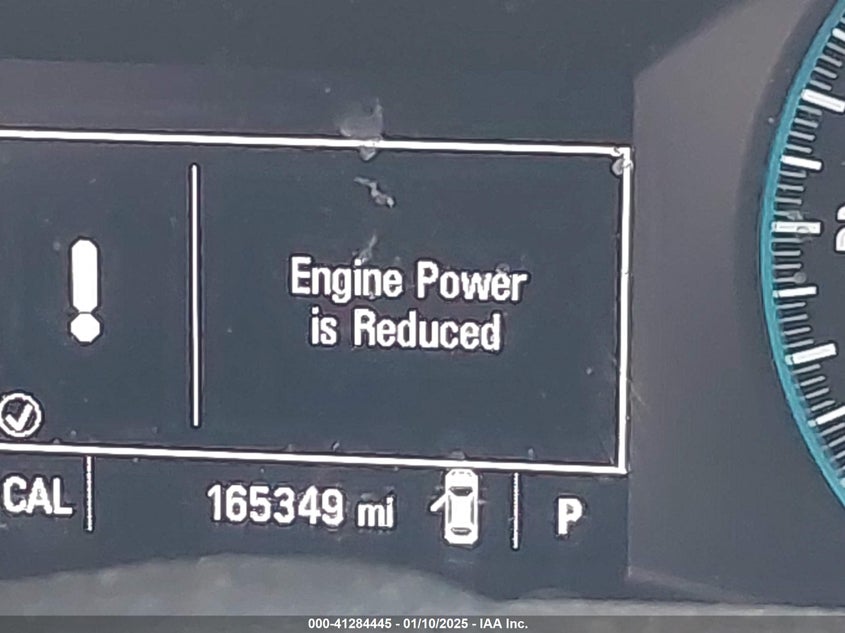 Engine Power
is Reduced
CAL
165349 mi
P
000-41284445 - 01/10/2025 - IAA Inc.